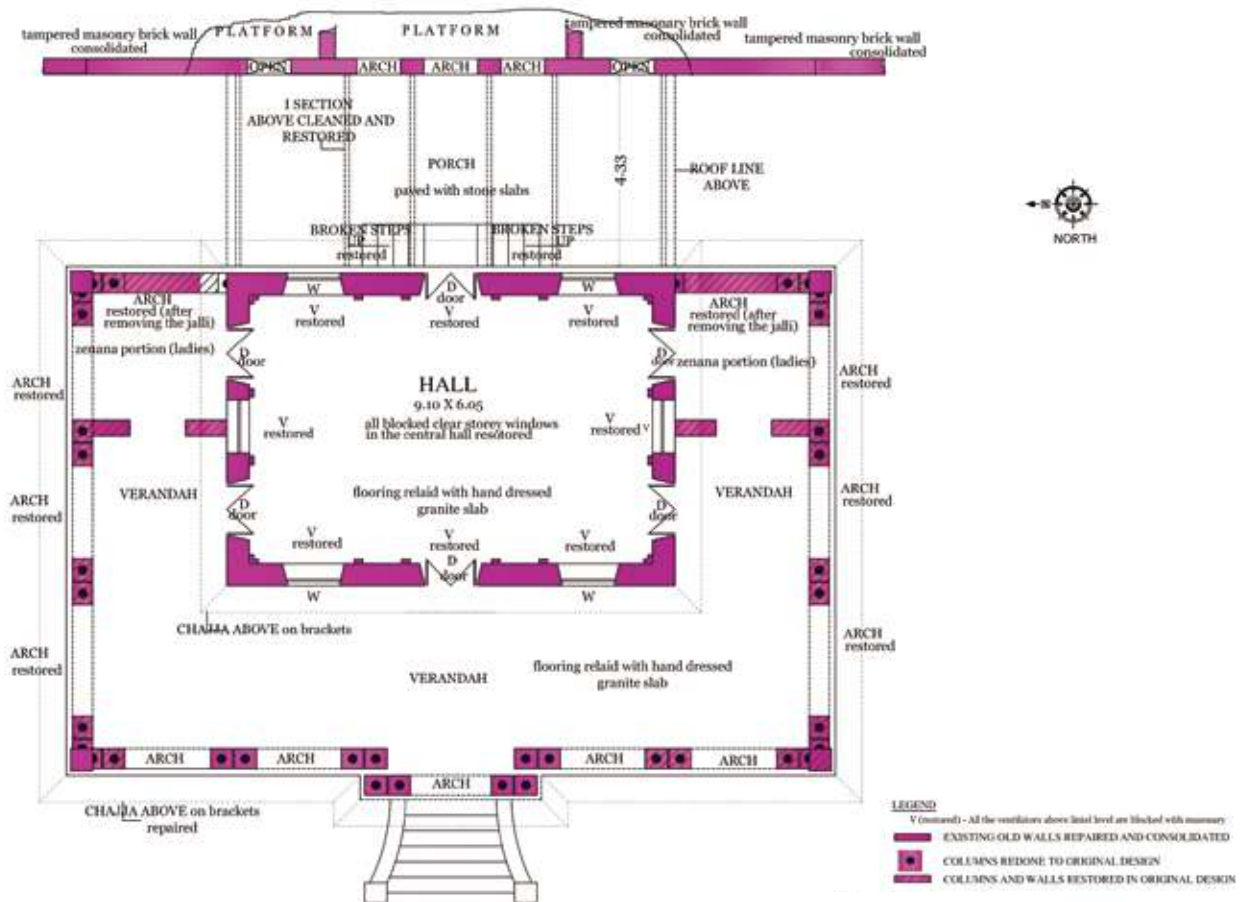 tampered masonary brick wall
consolidated
PLATFORM
PLATFORM
tampered masonary brick wall
consolidated
tampered masonary brick wall
consolidated
OPEN
ARCH
ARCH
ARCH
OPEN
I SECTION
ABOVE CLEANED AND
RESTORED
PORCH
paved with stone slabs
4.33
ROOF LINE
ABOVE
N
NORTH
BROKEN STEPS
UP
restored
BROKEN STEPS
UP
restored
W
D
door
W
ARCH
restored (after
removing the jalli)
zenana portion (ladies)
V
restored
V
restored
V
restored
ARCH
restored (after
removing the jalli)
zenana portion (ladies)
D
door
D
door
ARCH
restored
ARCH
restored
HALL
9.10 X 6.05
all blocked clear storey windows
in the central hall resotored
V
restored
V
restored
V
VERANDAH
VERANDAH
ARCH
restored
ARCH
restored
flooring relaid with hand dressed
granite slab
D
door
D
door
V
restored
V
restored
V
restored
D
door
W
W
CHAJJA ABOVE on brackets
ARCH
restored
ARCH
restored
VERANDAH
flooring relaid with hand dressed
granite slab
ARCH
ARCH
ARCH
ARCH
ARCH
CHAJJA ABOVE on brackets
repaired
LEGEND
V (restored) - All the ventilators above lintel level are blocked with masonary
EXISTING OLD WALLS REPAIRED AND CONSOLIDATED
COLUMNS REDONE TO ORIGINAL DESIGN
COLUMNS AND WALLS RESTORED IN ORIGINAL DESIGN